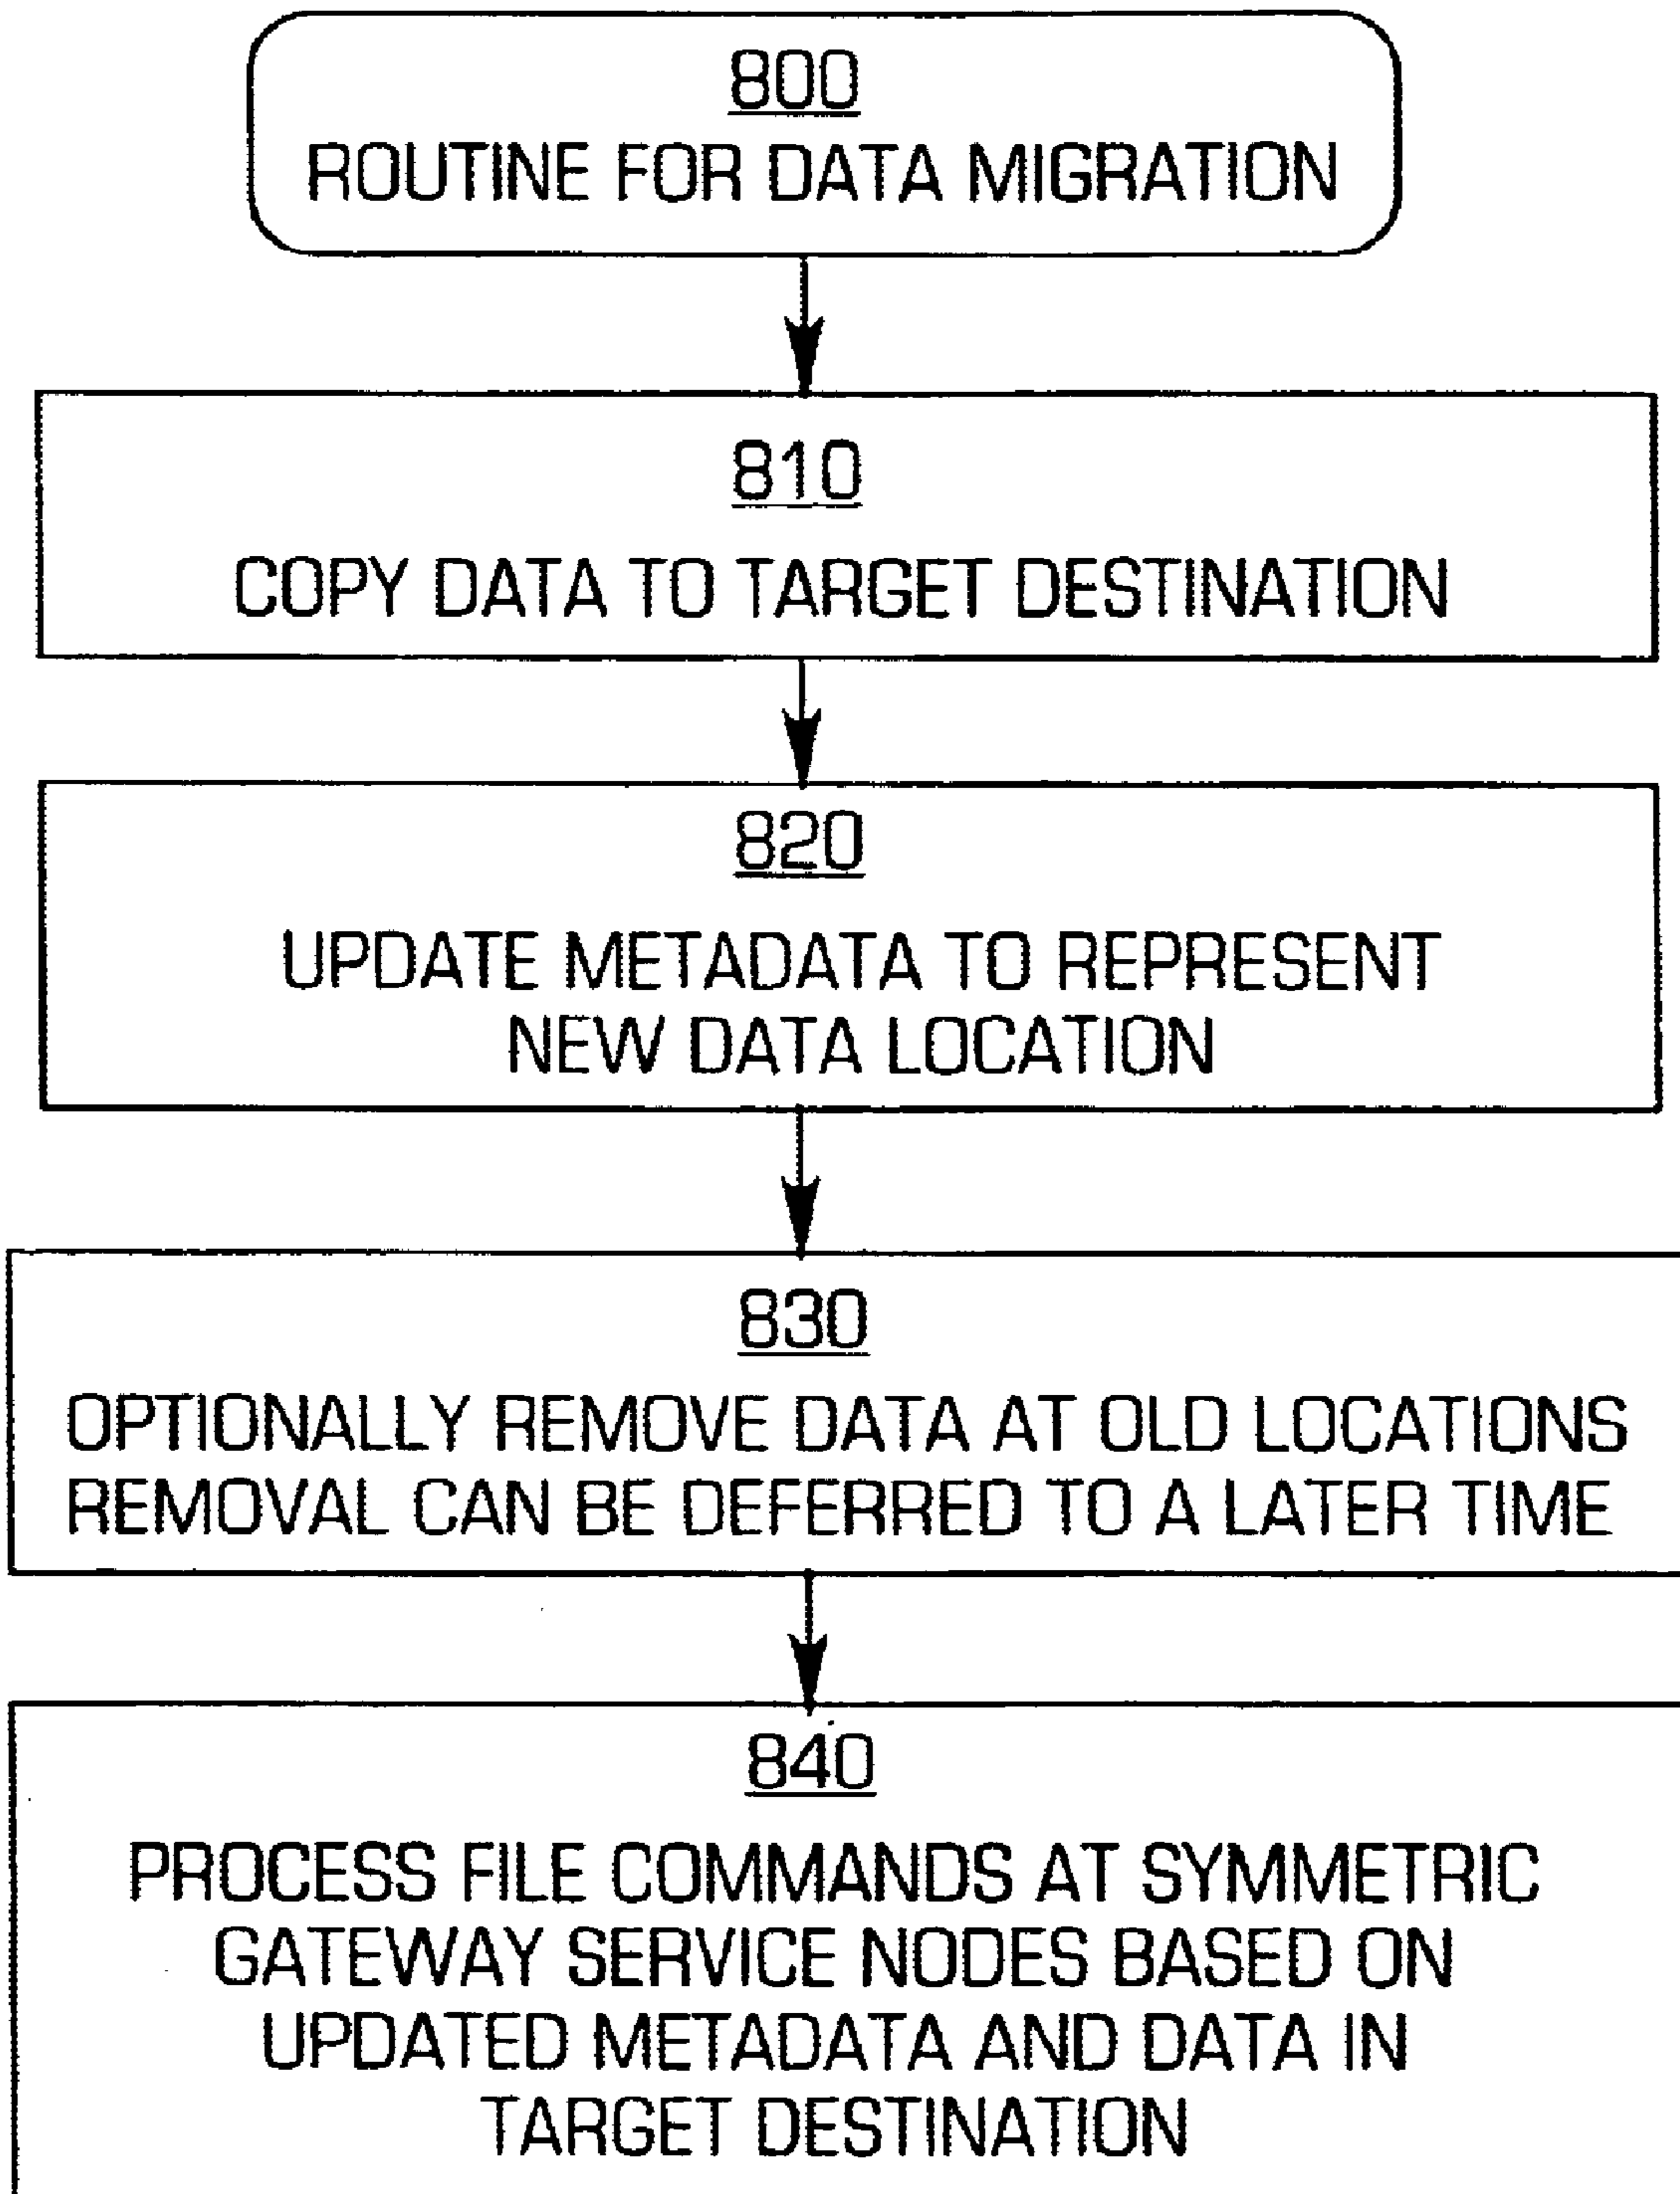 800
ROUTINE FOR DATA MIGRATION
810
COPY DATA TO TARGET DESTINATION
820
UPDATE METADATA TO REPRESENT
NEW DATA LOCATION
830
OPTIONALLY REMOVE DATA AT OLD LOCATIONS
REMOVAL CAN BE DEFERRED TO A LATER TIME
840
PROCESS FILE COMMANDS AT SYMMETRIC
GATEWAY SERVICE NODES BASED ON
UPDATED METADATA AND DATA IN
TARGET DESTINATION